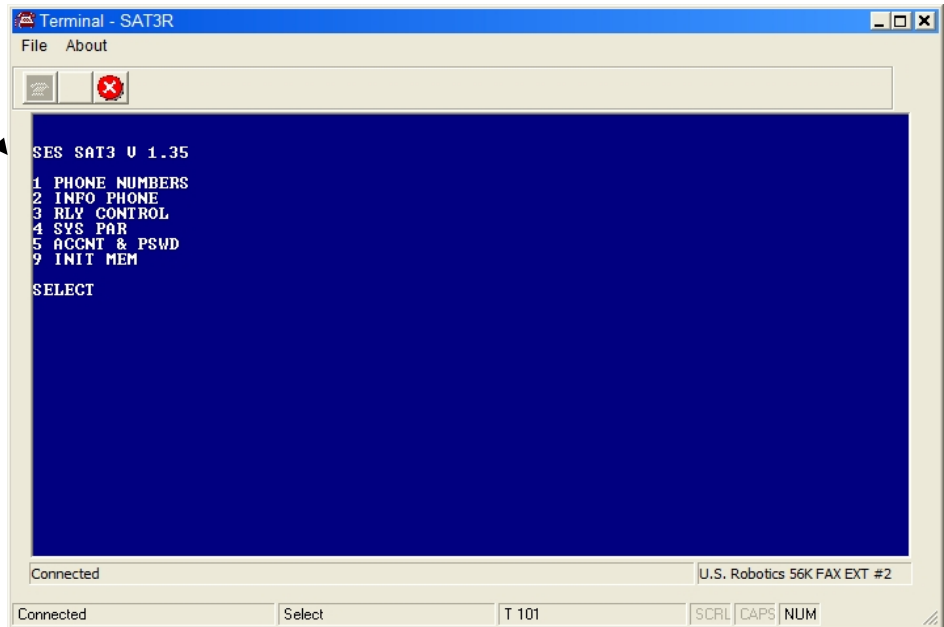 Terminal - SAT3R
File About
SES SAT3 V 1.35
1 PHONE NUMBERS
2 INFO PHONE
3 RLY CONTROL
4 SYS PAR
5 ACCNT & PSWD
9 INIT MEM
SELECT
Connected U.S. Robotics 56K FAX EXT #2
Connected Select T 101 SCRL CAPS NUM